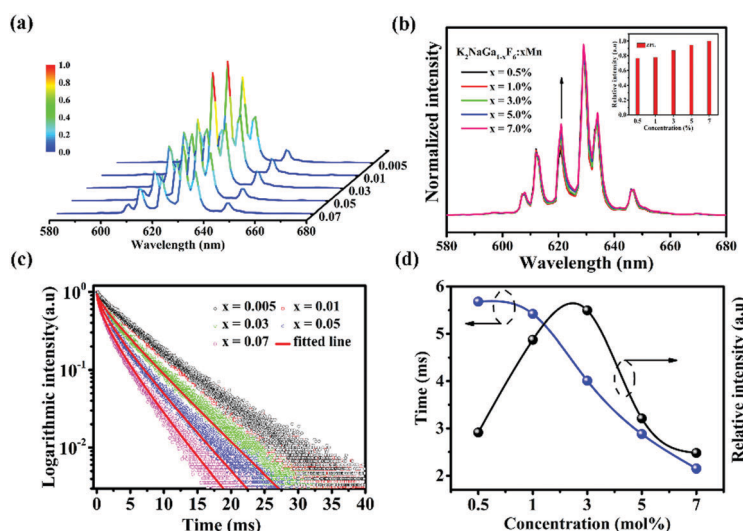 (a)
1.0
0.8
0.6
0.4
0.2
0.0
0.005
0.01
0.03
0.05
0.07
580 600 620 640 660 680
Wavelength (nm)
(b)
K₂NaGa₁₋ₓF₆:xMn
x = 0.5%
x = 1.0%
x = 3.0%
x = 5.0%
x = 7.0%
Normalized intensity
580 600 620 640 660 680 700
Wavelength (nm)
Relative intensity (a.u)
1.0
0.8
0.6
0.4
0.2
0.0
0.5 1 3 5 7
Concentration (%)
(c)
Logarithmic intensity(a.u)
10⁰
10⁻¹
10⁻²
x = 0.005 x = 0.01
x = 0.03 x = 0.05
x = 0.07 fitted line
0 5 10 15 20 25 30 35 40
Time (ms)
(d)
Time (ms)
6
5
4
3
2
Relative intensity (a.u)
0.5 1 3 5 7
Concentration (mol%)